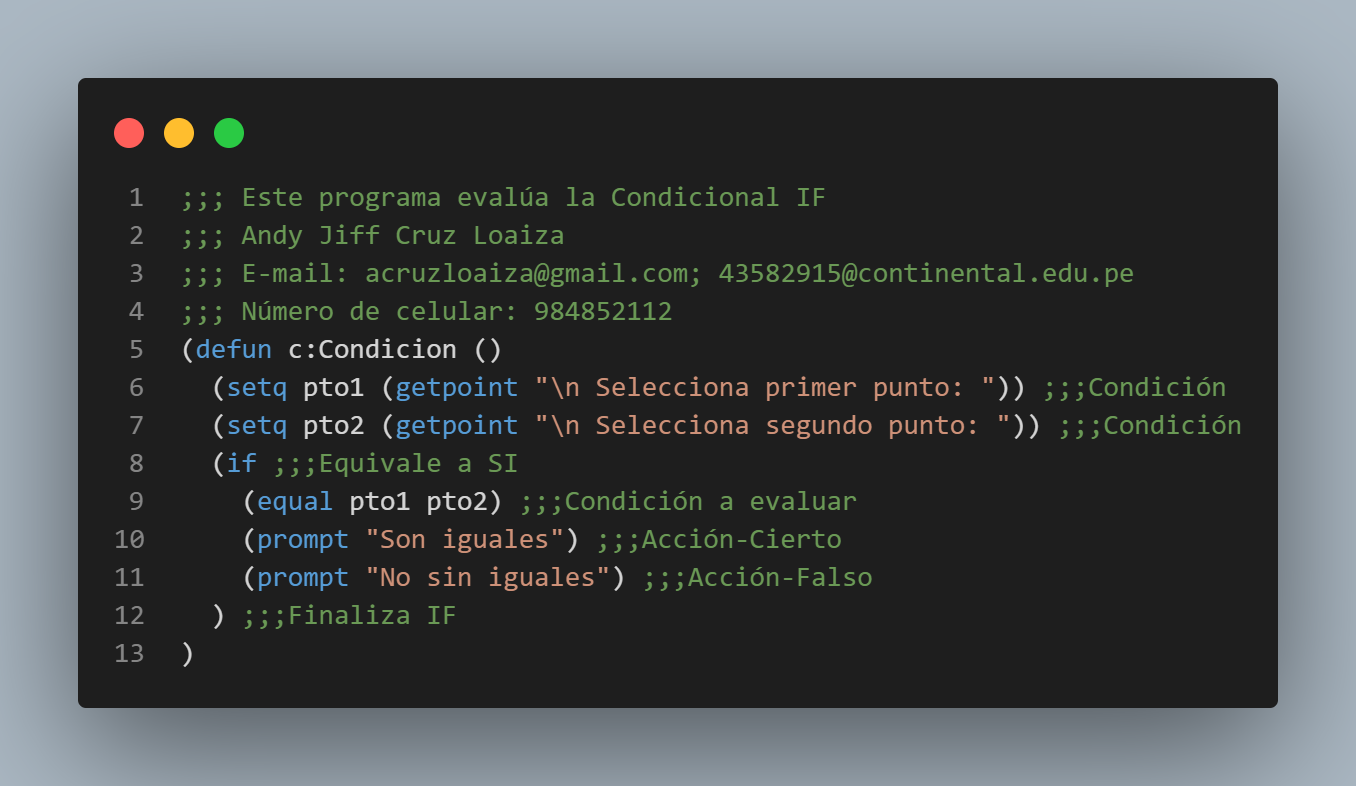 1 ;;; Este programa evalúa la Condicional IF
2 ;;; Andy Jiff Cruz Loaiza
3 ;;; E-mail: acruzloaiza@gmail.com; 43582915@continental.edu.pe
4 ;;; Número de celular: 984852112
5 (defun c:Condicion ()
6   (setq pto1 (getpoint "\n Selecciona primer punto: ")) ;;;Condición
7   (setq pto2 (getpoint "\n Selecciona segundo punto: ")) ;;;Condición
8   (if ;;;Equivale a SI
9     (equal pto1 pto2) ;;;Condición a evaluar
10     (prompt "Son iguales") ;;;Acción-Cierto
11     (prompt "No sin iguales") ;;;Acción-Falso
12   ) ;;;Finaliza IF
13 )